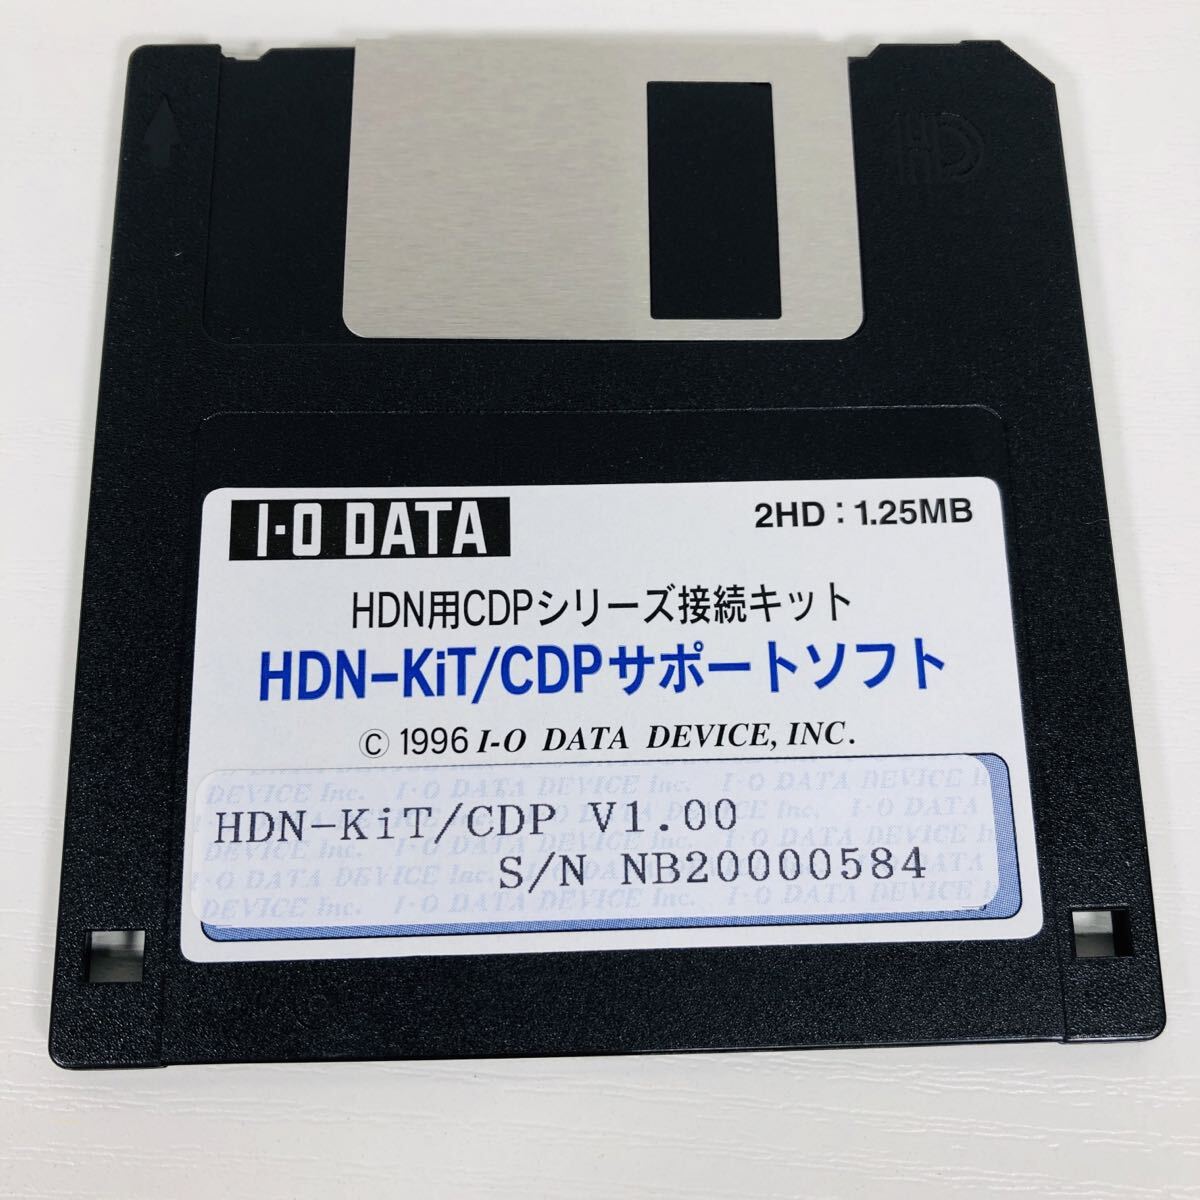 HD
I·O DATA
2HD : 1.25MB
HDN用CDPシリーズ接続キット
HDN-KiT/CDPサポートソフト
© 1996 I-O DATA DEVICE, INC.
HDN-KiT/CDP V1.00
S/N NB20000584